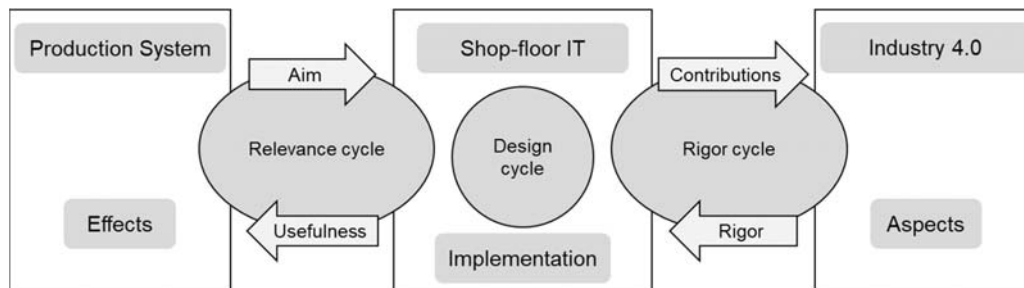 Production System
Shop-floor IT
Industry 4.0
Aim
Contributions
Relevance cycle
Design
cycle
Rigor cycle
Effects
Usefulness
Implementation
Rigor
Aspects